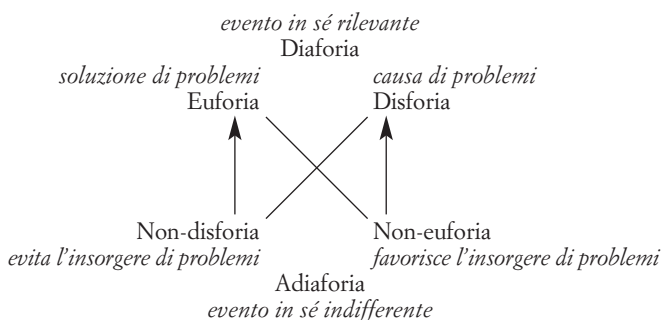 evento in sé rilevante
Diaforia
soluzione di problemi causa di problemi
Euforia Disforia
Non-disforia Non-euforia
evita l’insorgere di problemi favorisce l’insorgere di problemi
Adiaforia
evento in sé indifferente